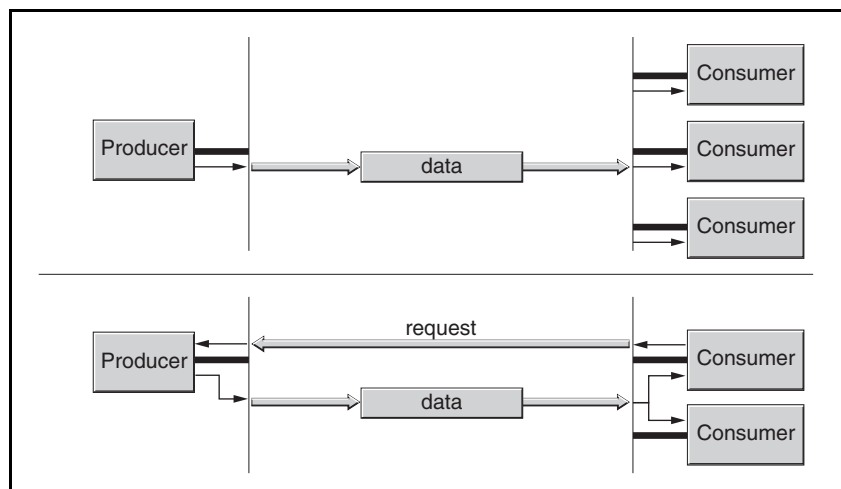 Consumer
Producer
Consumer
data
Consumer
request
Producer
Consumer
data
Consumer